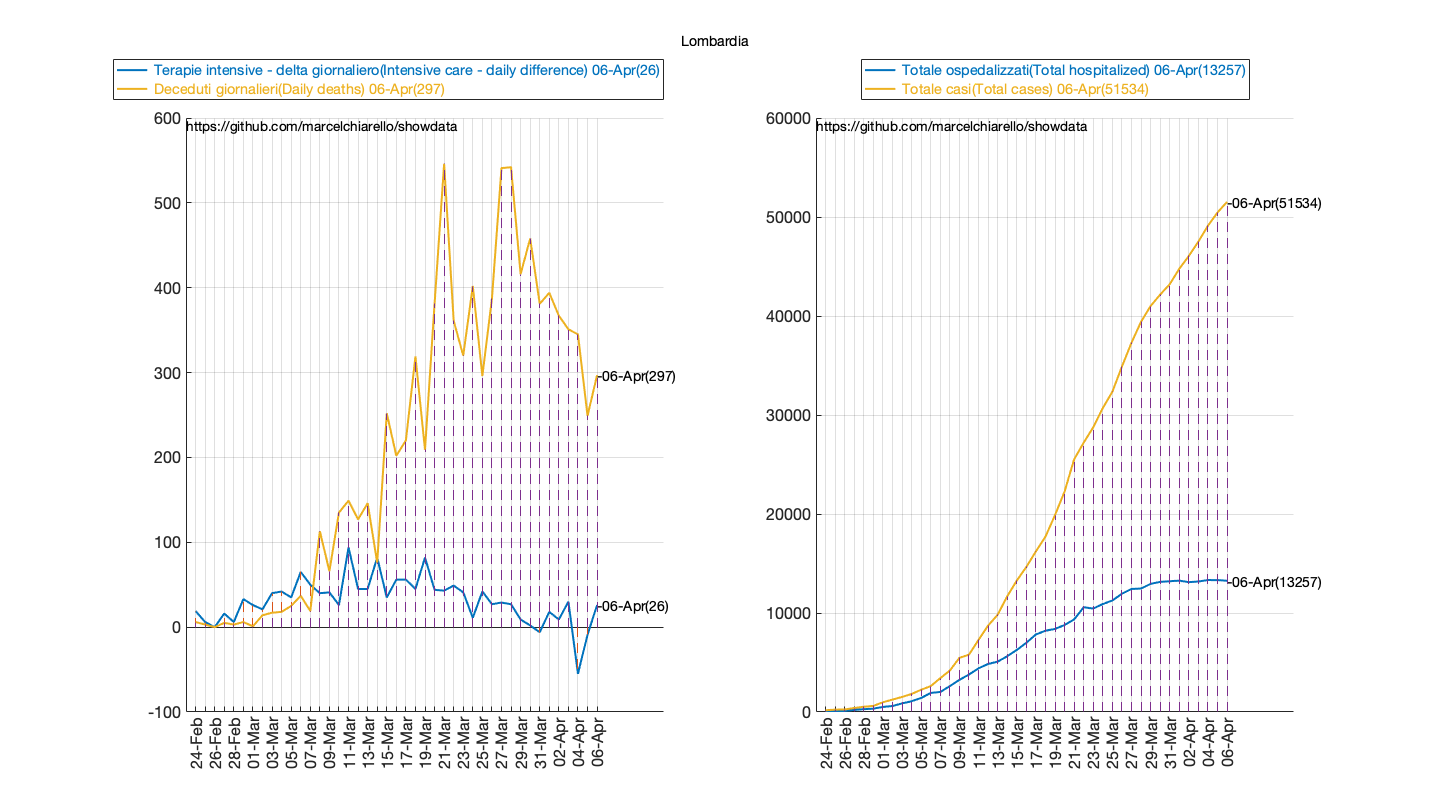 Lombardia
Terapie intensive - delta giornaliero(Intensive care - daily difference) 06-Apr(26)
Deceduti giornalieri(Daily deaths) 06-Apr(297)
https://github.com/marcelchiarello/showdata
600
500
400
300
200
100
0
-100
-06-Apr(297)
-06-Apr(26)
24-Feb
26-Feb
28-Feb
01-Mar
03-Mar
05-Mar
07-Mar
09-Mar
11-Mar
13-Mar
15-Mar
17-Mar
19-Mar
21-Mar
23-Mar
25-Mar
27-Mar
29-Mar
31-Mar
02-Apr
04-Apr
06-Apr
Totale ospedalizzati(Total hospitalized) 06-Apr(13257)
Totale casi(Total cases) 06-Apr(51534)
https://github.com/marcelchiarello/showdata
60000
50000
40000
30000
20000
10000
0
-06-Apr(51534)
-06-Apr(13257)
24-Feb
26-Feb
28-Feb
01-Mar
03-Mar
05-Mar
07-Mar
09-Mar
11-Mar
13-Mar
15-Mar
17-Mar
19-Mar
21-Mar
23-Mar
25-Mar
27-Mar
29-Mar
31-Mar
02-Apr
04-Apr
06-Apr